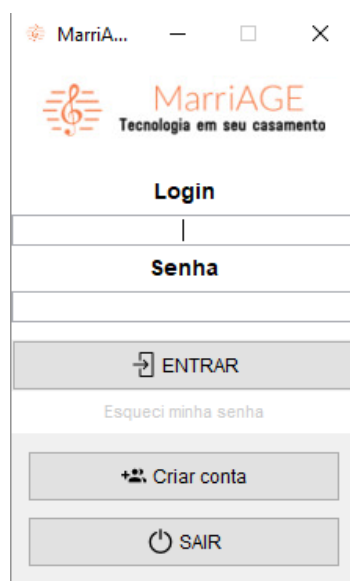 MarriA...
MarriAGE
Tecnologia em seu casamento
Login
Senha
ENTRAR
Esqueci minha senha
Criar conta
SAIR